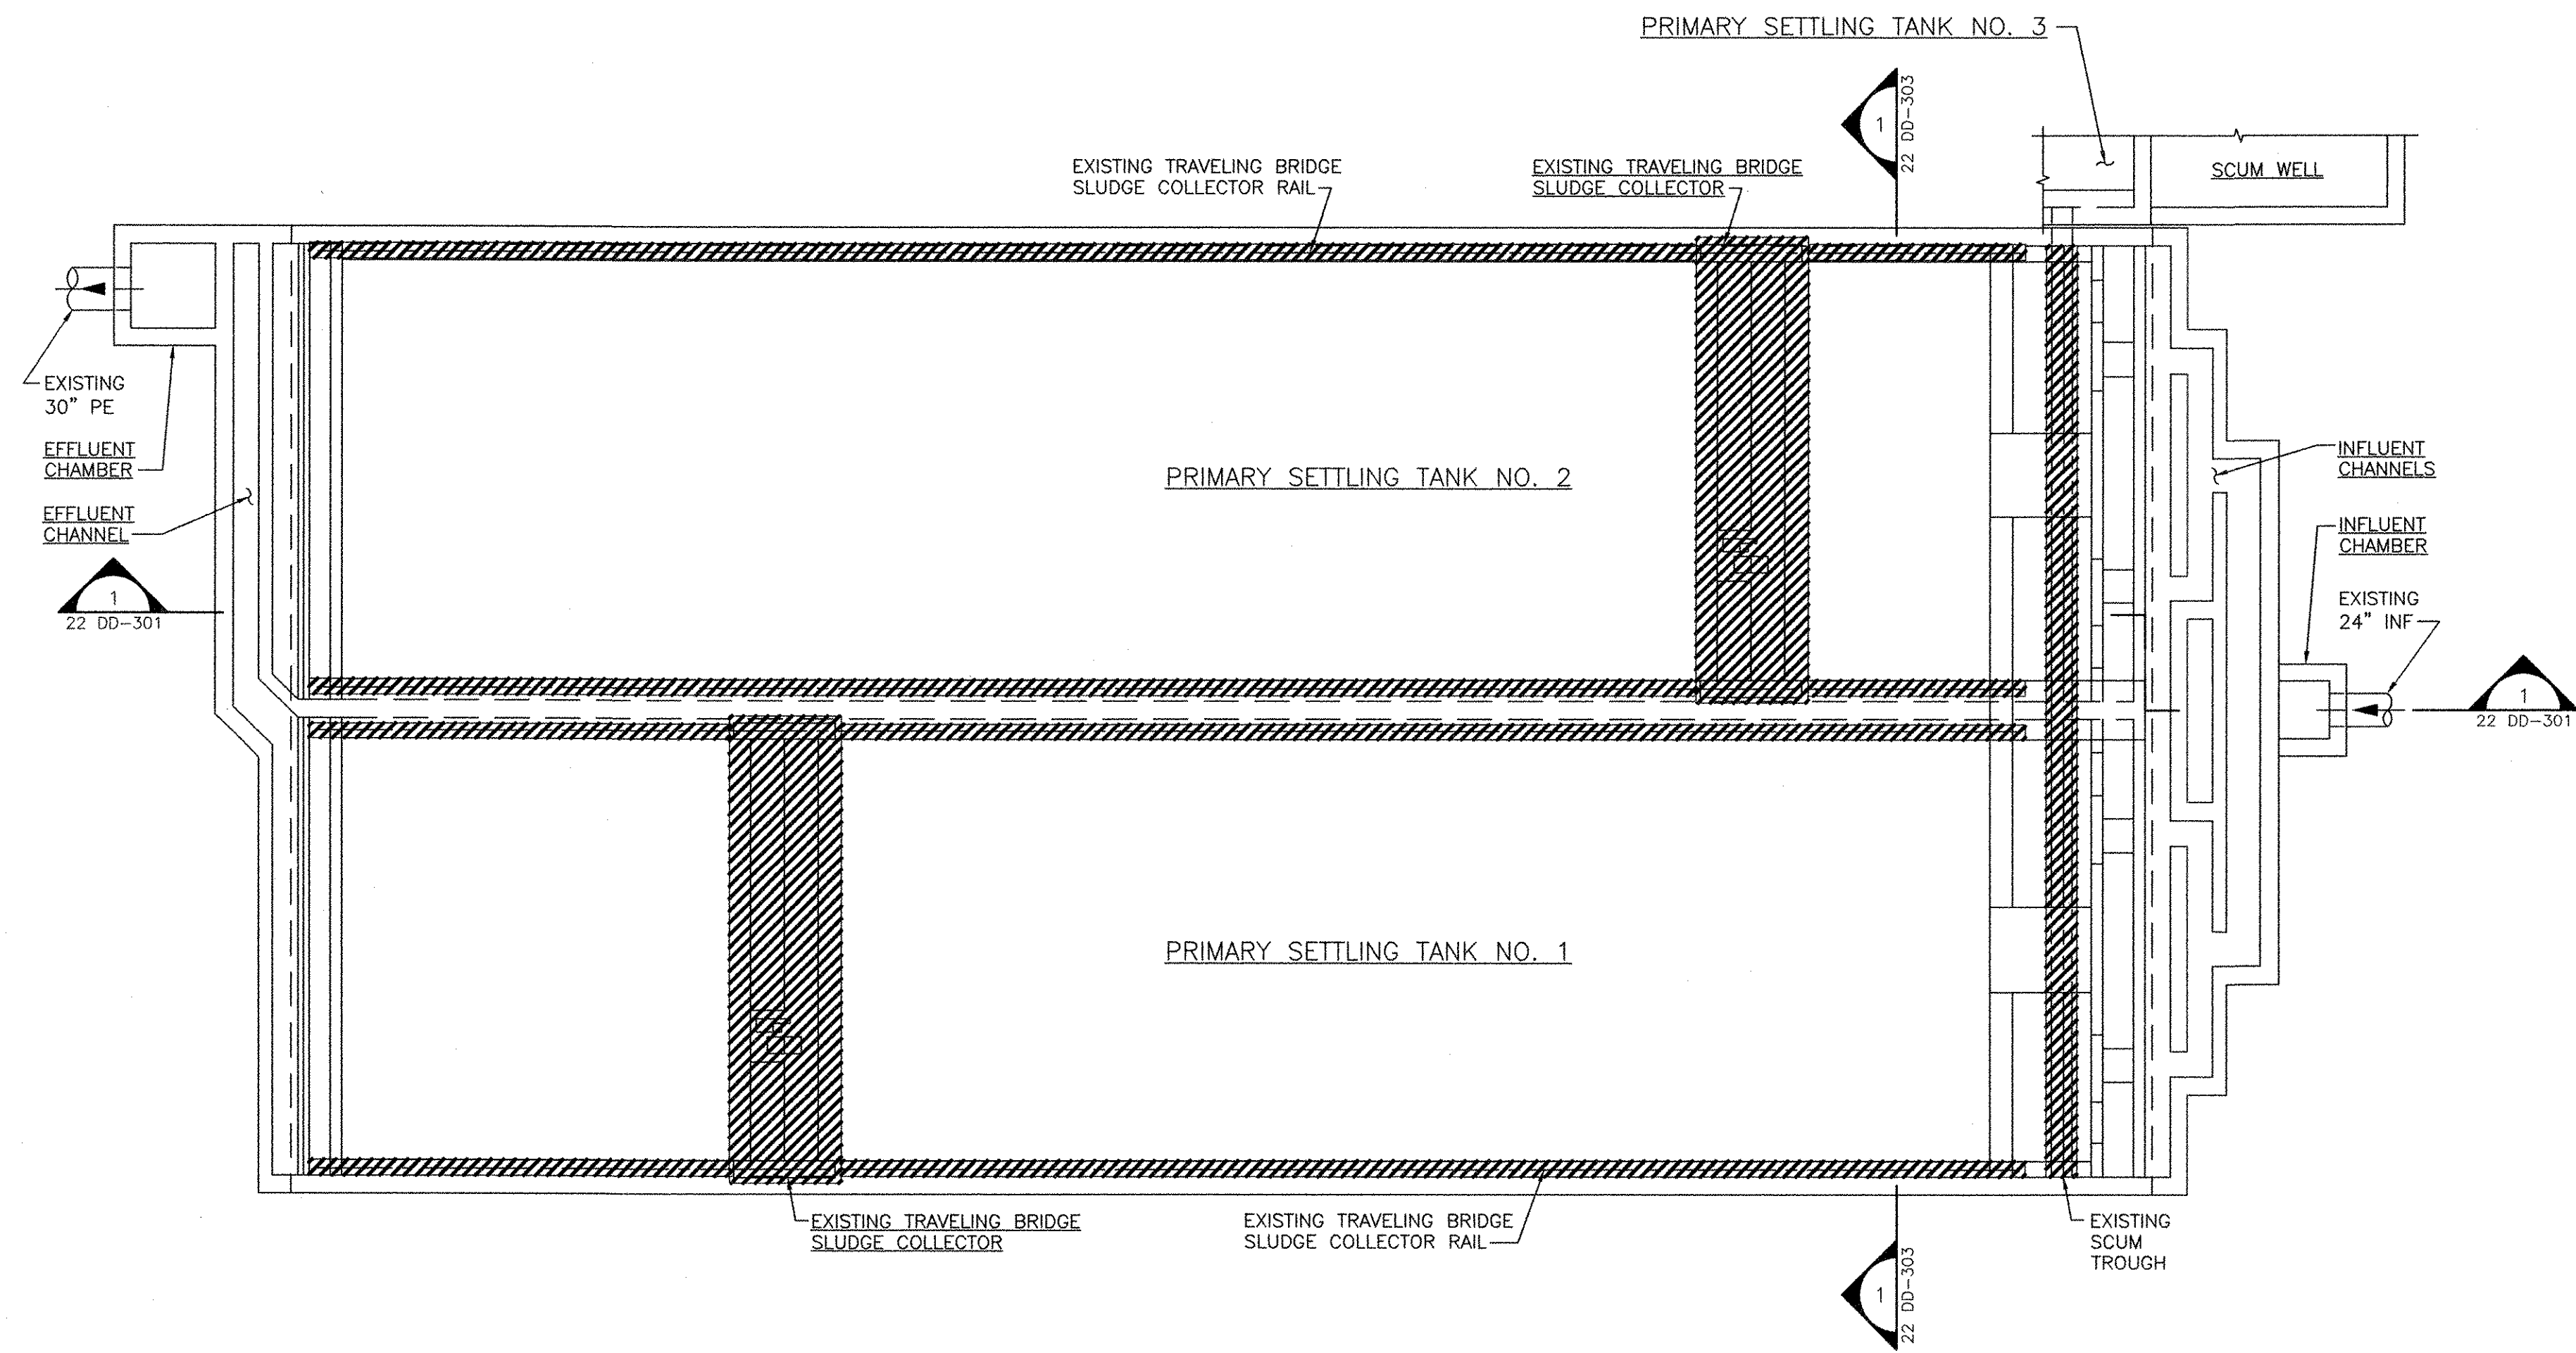 PRIMARY SETTLING TANK NO. 3
1
22 DD-303
EXISTING TRAVELING BRIDGE
SLUDGE COLLECTOR RAIL
EXISTING TRAVELING BRIDGE
SLUDGE COLLECTOR
SCUM WELL
EXISTING
30" PE
EFFLUENT
CHAMBER
EFFLUENT
CHANNEL
1
22 DD-301
PRIMARY SETTLING TANK NO. 2
INFLUENT
CHANNELS
INFLUENT
CHAMBER
EXISTING
24" INF
1
22 DD-301
PRIMARY SETTLING TANK NO. 1
EXISTING TRAVELING BRIDGE
SLUDGE COLLECTOR
EXISTING TRAVELING BRIDGE
SLUDGE COLLECTOR RAIL
EXISTING
SCUM
TROUGH
1
22 DD-303